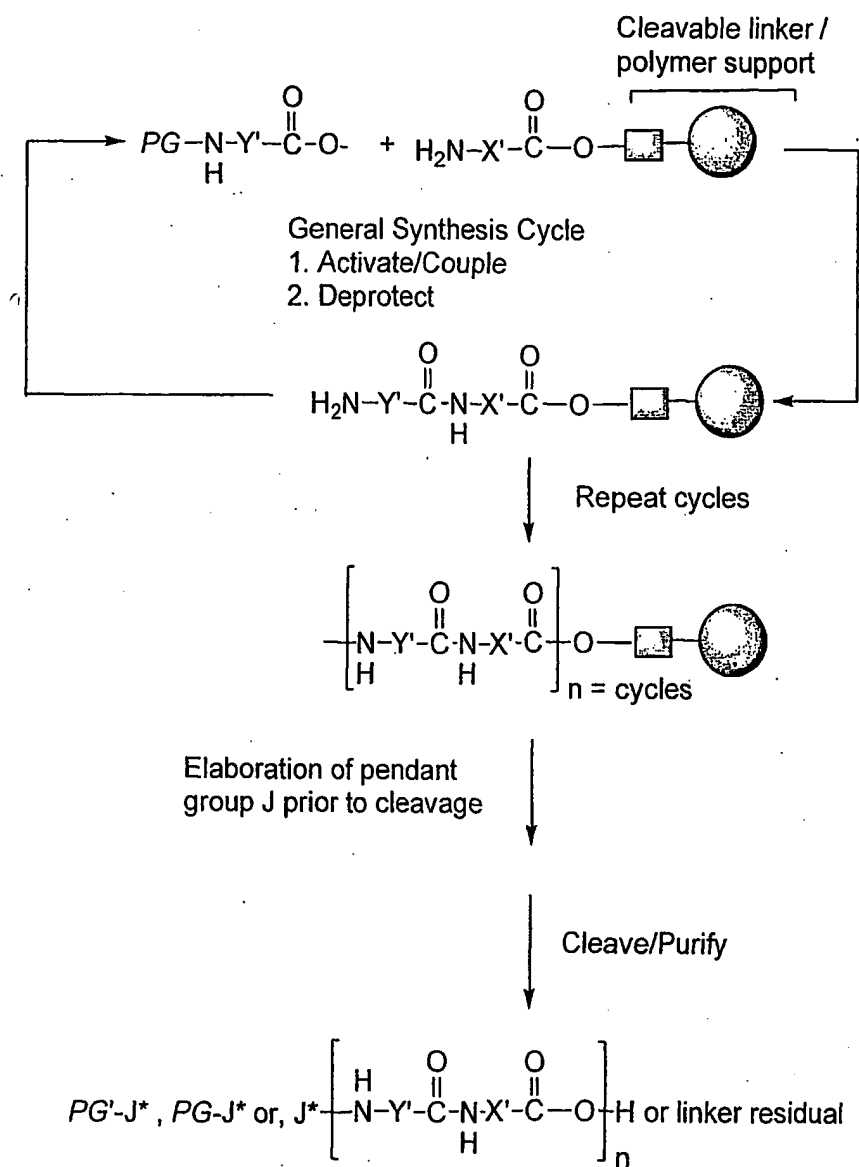 Cleavable linker /
polymer support
O O
PG–N–Y'–C–O- + H₂N–X'–C–O
H
General Synthesis Cycle
1. Activate/Couple
2. Deprotect
O O
H₂N–Y'–C–N–X'–C–O
H
Repeat cycles
O O
N–Y'–C-N–X'-C–O
H H
n = cycles
Elaboration of pendant
group J prior to cleavage
Cleave/Purify
H O O
PG'-J* , PG-J* or, J*–N–Y'–C–N-X'–C–O–H or linker residual
H
n